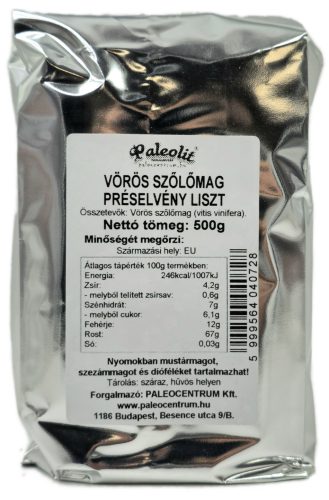 Paleolit
PALEOCENTRUM.HU
VÖRÖS SZŐLŐMAG
PRÉSELVÉNY LISZT
Összetevők: Vörös szőlőmag (vitis vinifera).
Nettó tömeg: 500g
Minőségét megőrzi:
Származási hely: EU
Átlagos tápérték 100g termékben:
Energia: 246kcal/1007kJ
Zsír: 4,2g
- melyből telített zsírsav: 0,6g
Szénhidrát: 7g
- melyből cukor: 6,1g
Fehérje: 12g
Rost: 67g
Só: 0,03g
5 999564 040728
Nyomokban mustármagot,
szezámmagot és dióféléket tartalmazhat!
Tárolás: száraz, hűvös helyen
Forgalmazó: PALEOCENTRUM Kft.
www.paleocentrum.hu
1186 Budapest, Besence utca 9/B.